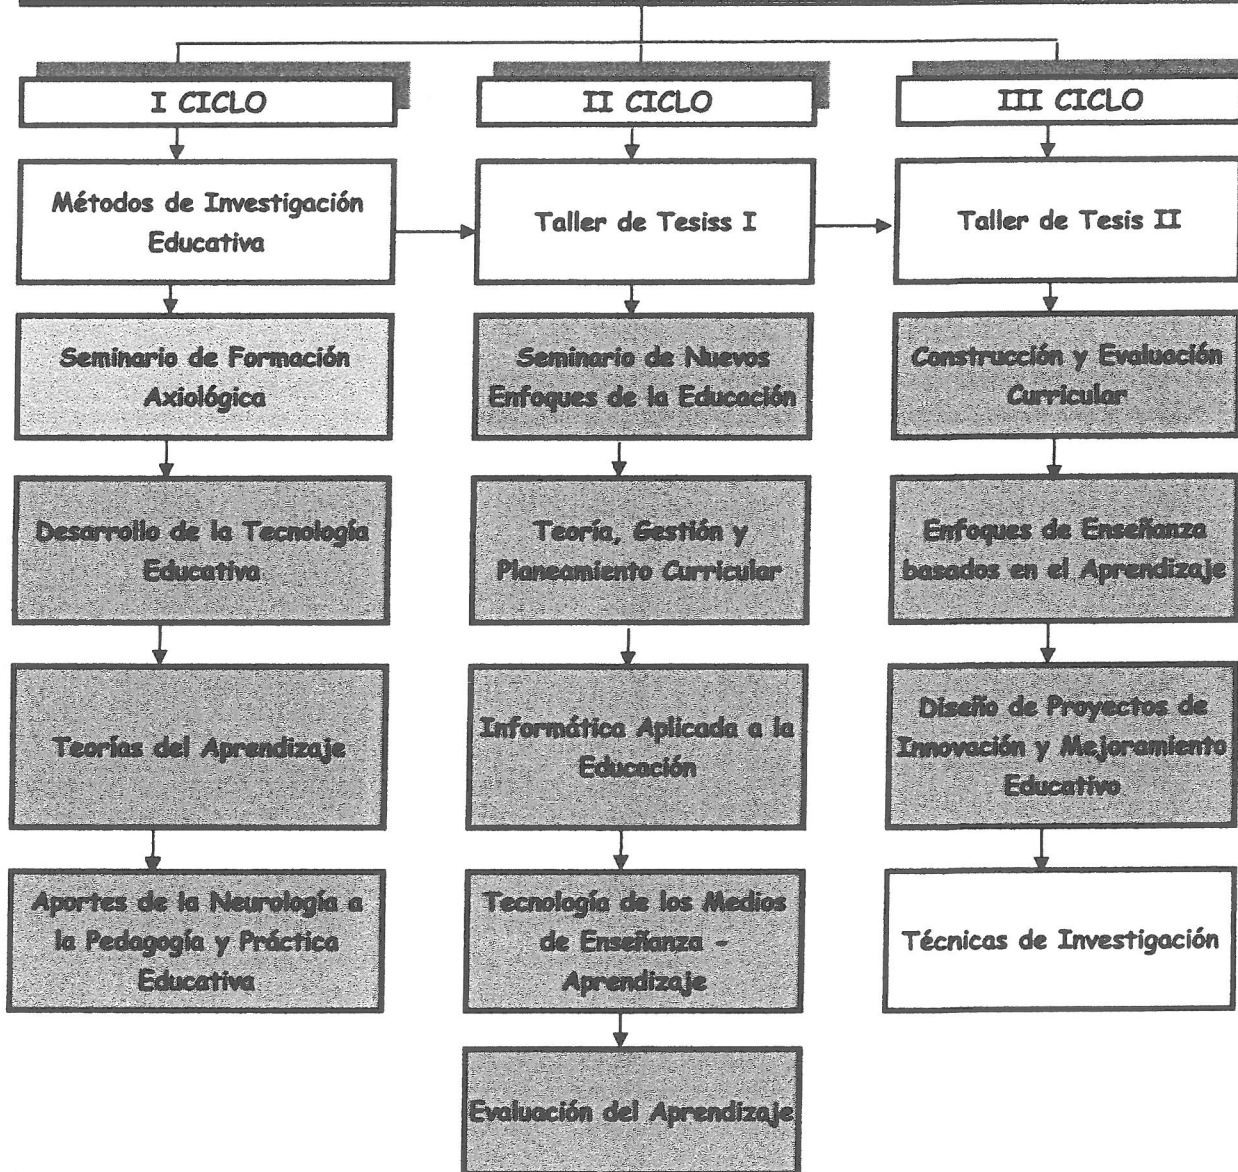 I CICLO
Métodos de Investigación
Educativa
Seminario de Formación
Axiológica
Desarrollo de la Tecnología
Educativa
Teorías del Aprendizaje
Aportes de la Neurología a
la Pedagogía y Práctica
Educativa
II CICLO
Taller de Tesiss I
Seminario de Nuevos
Enfoques de la Educación
Teoría, Gestión y
Planeamiento Curricular
Informática Aplicada a la
Educación
Tecnología de los Medios
de Enseñanza -
Aprendizaje
Evaluación del Aprendizaje
III CICLO
Taller de Tesis II
Construcción y Evaluación
Curricular
Enfoques de Enseñanza
basados en el Aprendizaje
Diseño de Proyectos de
Innovación y Mejoramiento
Educativo
Técnicas de Investigación